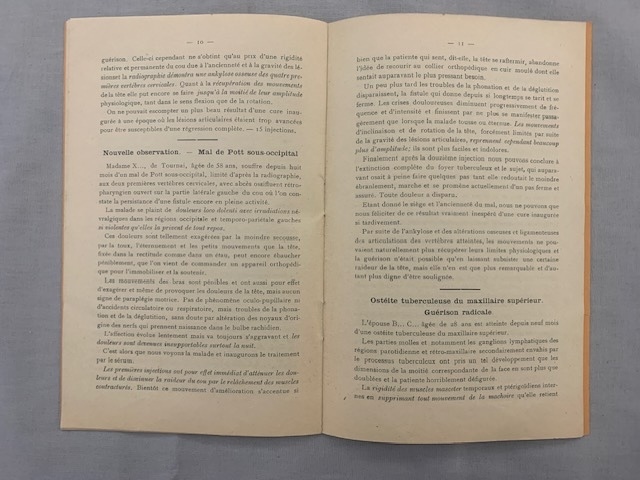 — 10 —
guérison. Celle-ci cependant ne s'obtint qu'au prix d'une rigidité
relative et permanente du cou due à l'ancienneté et à la gravité des lé-
sions et la radiographie démontra une ankylose osseuse des quatre pre-
mières vertèbres cervicales. Quant à la récupération des mouvements
de la tête elle put encore se faire jusqu'à la moitié de leur amplitude
physiologique, tant dans le sens flexion que de la rotation.
On ne pouvait escompter un plus beau résultat d'une cure inau-
gurée à une époque où les lésions articulaires étaient trop avancées
pour être susceptibles d'une régression complète. — 15 injections.
Nouvelle observation. — Mal de Pott sous-occipital
Madame X..., de Tournai, âgée de 58 ans, souffre depuis huit
mois d'un mal de Pott sous-occipital, limité d'après la radiographie,
aux deux premières vertèbres cervicales, avec abcès ossifluent rétro-
pharyngien ouvert sur la partie latérale gauche du cou où l'on cons-
tate la persistance d'une fistule encore en pleine activité.
La malade se plaint de douleurs loco dolenti avec irradiations né-
vralgiques dans les régions occipitale et temporo-pariétale gauches
si violentes qu'elles la privent de tout repos.
Ces douleurs sont tellement exagérées par la moindre secousse,
par la toux, l'éternuement et les petits mouvements que la tête,
fixée dans la rectitude comme dans un étau, peut encore ébaucher
péniblement, que l'on vient de commander un appareil orthopédi-
que pour l'immobiliser et la soutenir.
Les mouvements des bras sont pénibles et ont aussi pour effet
d'exagérer et même de provoquer les douleurs de la tête, mais aucun
signe de paraplégie motrice. Pas de phénomène oculo-pupillaire ni
d'accidents circulatoire ou respiratoire, mais troubles de la phona-
tion et de la déglutition, sans doute par altération des noyaux d'ori-
gine des nerfs qui prennent naissance dans le bulbe rachidien.
L'affection évolue lentement mais va toujours s'aggravant et les
douleurs sont devenues insupportables surtout la nuit.
C'est alors que nous voyons la malade et inaugurons le traitement
par le sérum.
Les premières injections ont pour effet immédiat d'atténuer les dou-
leurs et de diminuer la raideur du cou par le relâchement des muscles
contracturés. Bientôt ce mouvement d'amélioration s'accentue si
— 11 —
bien que la patiente qui sent, dit-elle, la tête se raffermir, abandonne
l'idée de recourir au collier orthopédique en cuir moulé dont elle
sentait auparavant le plus pressant besoin.
Un peu plus tard les troubles de la phonation et de la déglutition
disparaissent, la fistule qui donne depuis si longtemps se tarit et se
ferme. Les crises douloureuses diminuent progressivement de fré-
quence et d'intensité et finissent par ne plus se manifester passa-
gèrement que lorsque la malade tousse ou éternue. Les mouvements
d'inclinaison et de rotation de la tête, forcément limités par suite
de la gravité des lésions articulaires, reprennent cependant beaucoup
plus d'amplitude; ils sont plus faciles et indolores.
Finalement après la douzième injection nous pouvons conclure à
l'extinction complète du foyer tuberculeux et le sujet, qui aupara-
vant osait à peine faire quelques pas tant elle redoutait le moindre
ébranlement, marche et se promène actuellement d'un pas ferme et
assuré. Toute douleur a disparu.
Étant donné le siège et l'ancienneté du mal, nous ne pouvons que
nous féliciter de ce résultat vraiment inespéré d'une cure inaugurée
si tardivement.
Par suite de l'ankylose et des altérations osseuses et ligamenteuses
des articulations des vertèbres atteintes, les mouvements ne pou-
vaient naturellement plus récupérer leurs limites physiologiques et
la guérison n'était possible qu'en laissant subsister une certaine
raideur de la tête, mais elle n'en est que plus remarquable et d'au-
tant plus digne d'être soulignée.
Ostéite tuberculeuse du maxillaire supérieur.
Guérison radicale
L'épouse B... C... âgée de 28 ans est atteinte depuis neuf mois
d'une ostéite tuberculeuse du maxillaire supérieur.
Les parties molles et notamment les ganglions lymphatiques des
régions parotidienne et rétro-maxillaire secondairement envahis par
le processus tuberculeux ont pris un tel développement que les
dimensions de la moitié correspondante de la face en sont plus que
doublées et la patiente horriblement défigurée.
La rigidité des muscles masséter temporaux et ptérigoïdiens inter-
nes en supprimant tout mouvement de la machoire qu'elle retient